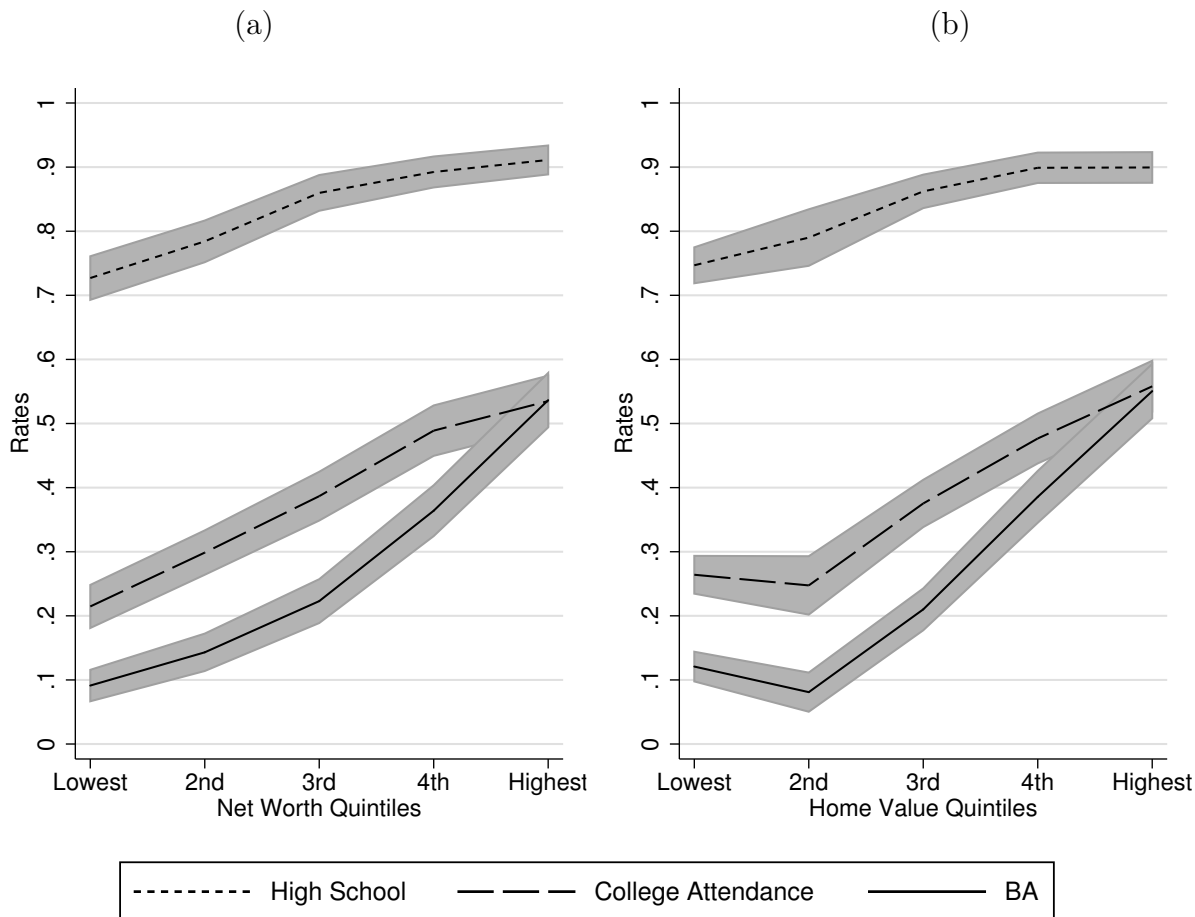 (a)
(b)
Rates
1
.9
.8
.7
.6
.5
.4
.3
.2
.1
0
Lowest 2nd 3rd 4th Highest
Net Worth Quintiles
Rates
1
.9
.8
.7
.6
.5
.4
.3
.2
.1
0
Lowest 2nd 3rd 4th Highest
Home Value Quintiles
High School College Attendance BA